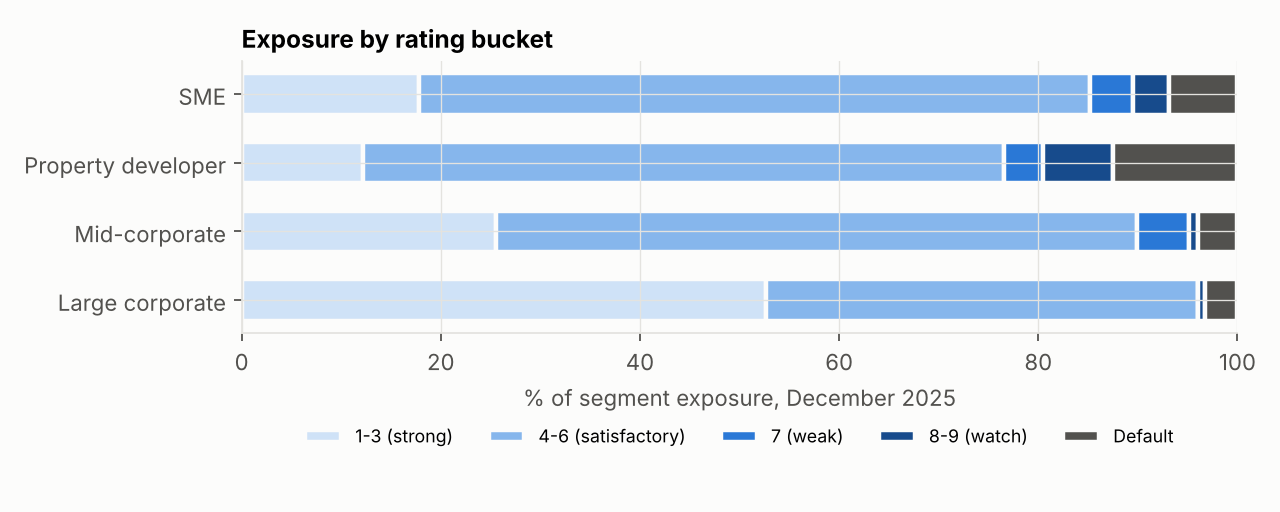 Exposure by rating bucket
SME
Property developer
Mid-corporate
Large corporate
0 20 40 60 80 100
% of segment exposure, December 2025
1-3 (strong) 4-6 (satisfactory) 7 (weak) 8-9 (watch) Default